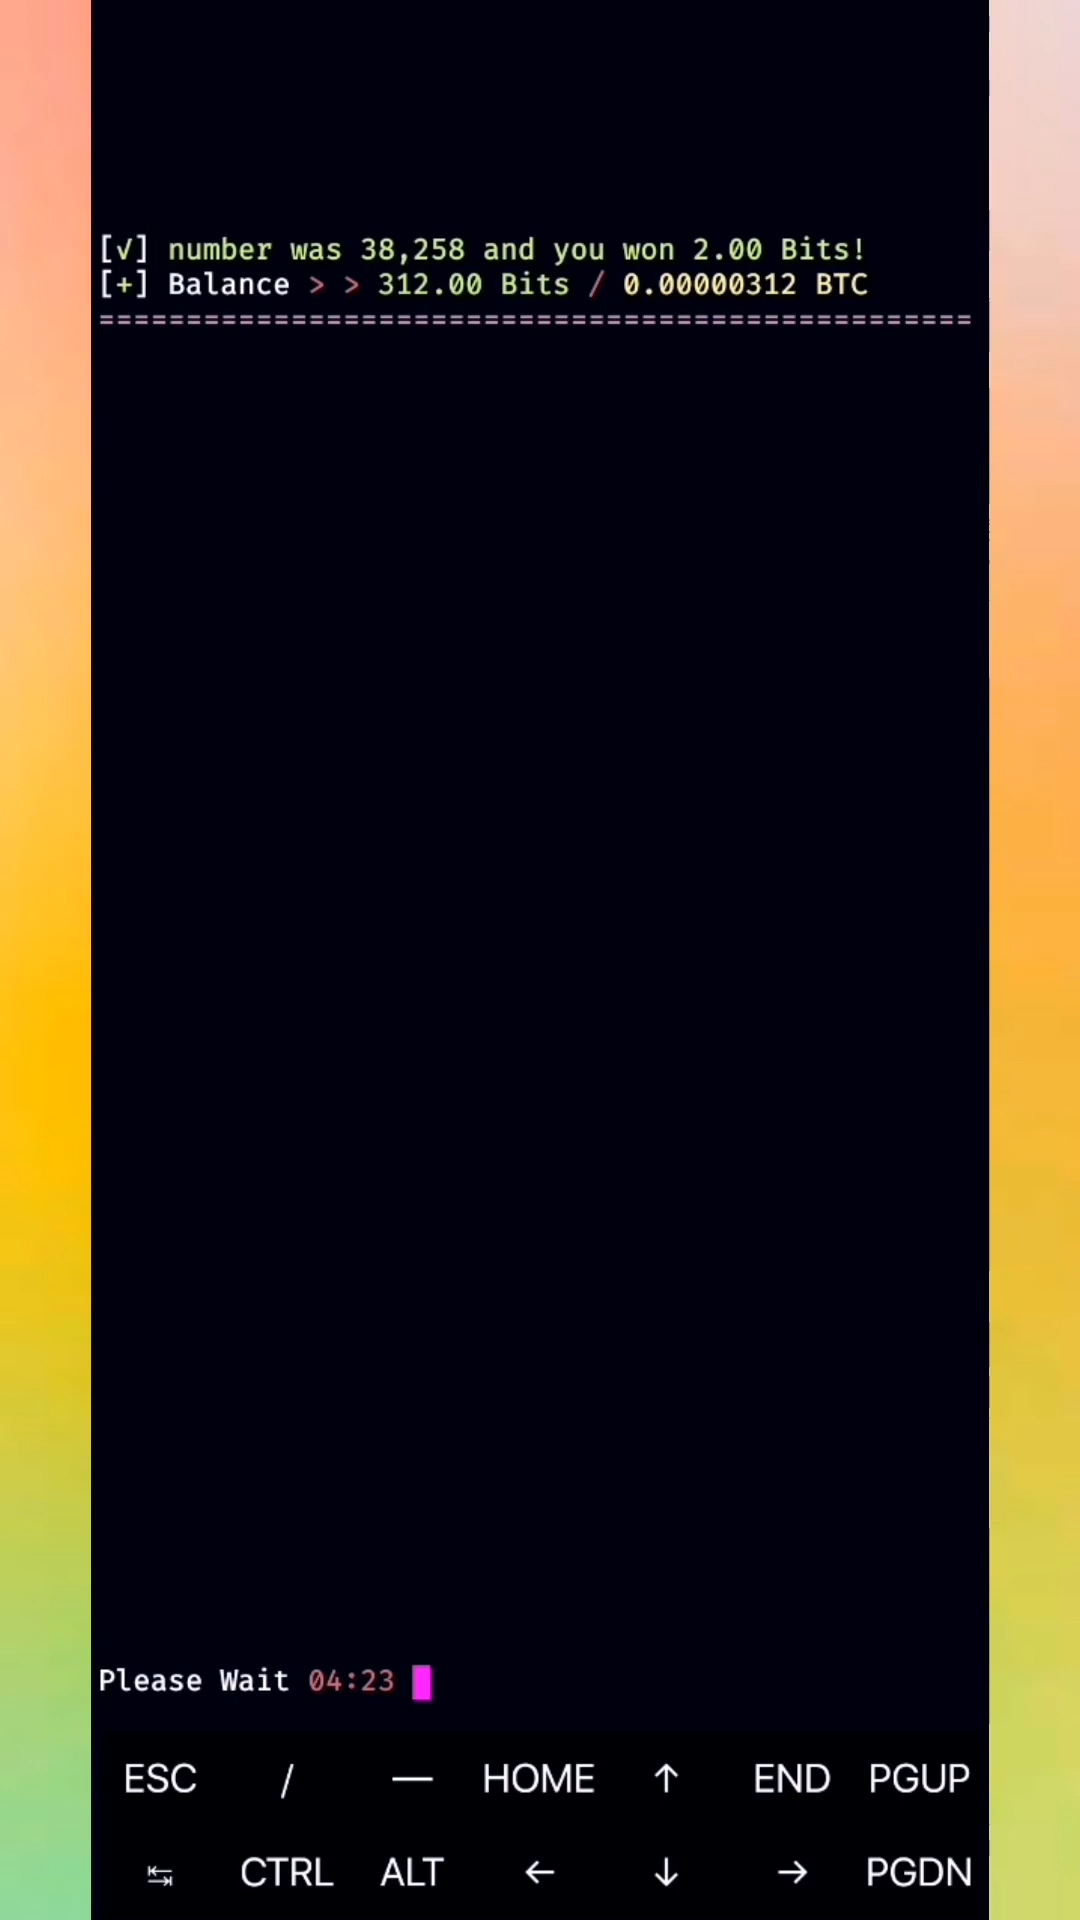 [√] number was 38,258 and you won 2.00 Bits!
[+] Balance > > 312.00 Bits / 0.00000312 BTC
==================================================
Please Wait 04:23
ESC / — HOME ↑ END PGUP
↹ CTRL ALT ← ↓ → PGDN